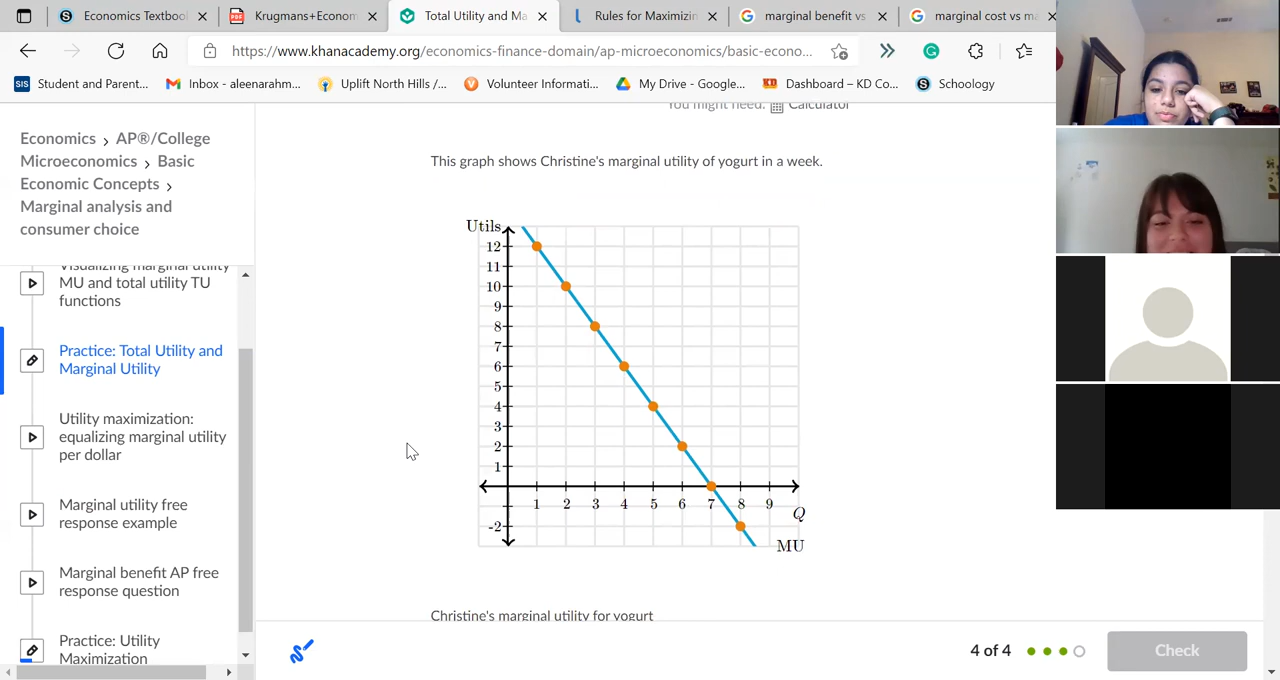 Economics Textbool
Krugmans+Econom
Total Utility and Ma
Rules for Maximizin
marginal benefit vs
marginal cost vs m
https://www.khanacademy.org/economics-finance-domain/ap-microeconomics/basic-econo...
SIS Student and Parent...
Inbox - aleenarahm...
Uplift North Hills /...
Volunteer Informati...
My Drive - Google...
KD Dashboard – KD Co...
Schoology
Economics > AP®/College
Microeconomics > Basic
Economic Concepts >
Marginal analysis and
consumer choice
Visualizing marginal utility
MU and total utility TU
functions
Practice: Total Utility and
Marginal Utility
Utility maximization:
equalizing marginal utility
per dollar
Marginal utility free
response example
Marginal benefit AP free
response question
Practice: Utility
Maximization
You might need: Calculator
This graph shows Christine's marginal utility of yogurt in a week.
Utils
12
11
10
9
8
7
6
5
4
3
2
1
-2
1 2 3 4 5 6 7 8 9
Q
MU
Christine's marginal utility for yogurt
4 of 4
Check